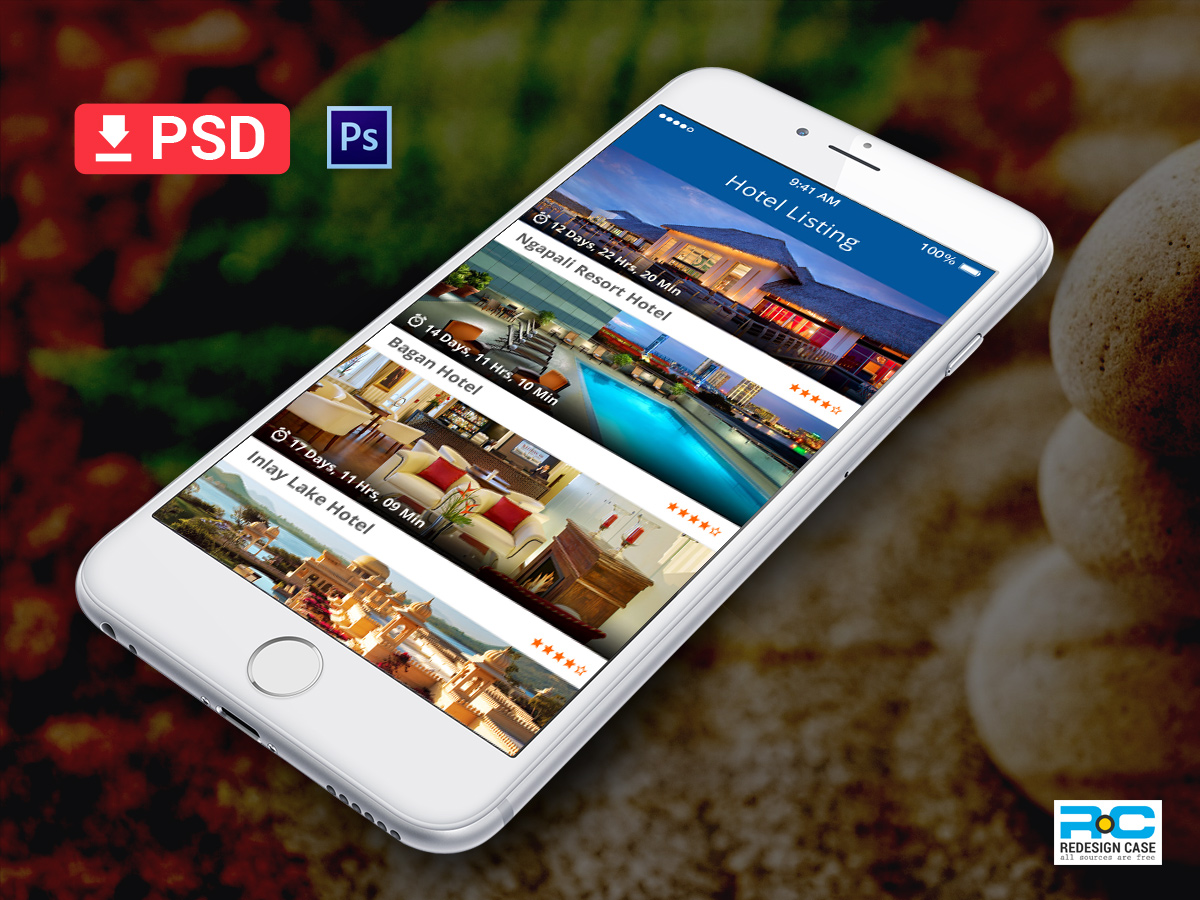 PSD
Ps
9:41 AM
100%
Hotel Listing
12 Days, 22 Hrs, 20 Min
Ngapali Resort Hotel
14 Days, 11 Hrs, 10 Min
Bagan Hotel
17 Days, 11 Hrs, 09 Min
Inlay Lake Hotel
RC
REDESIGN CASE
all sources are free